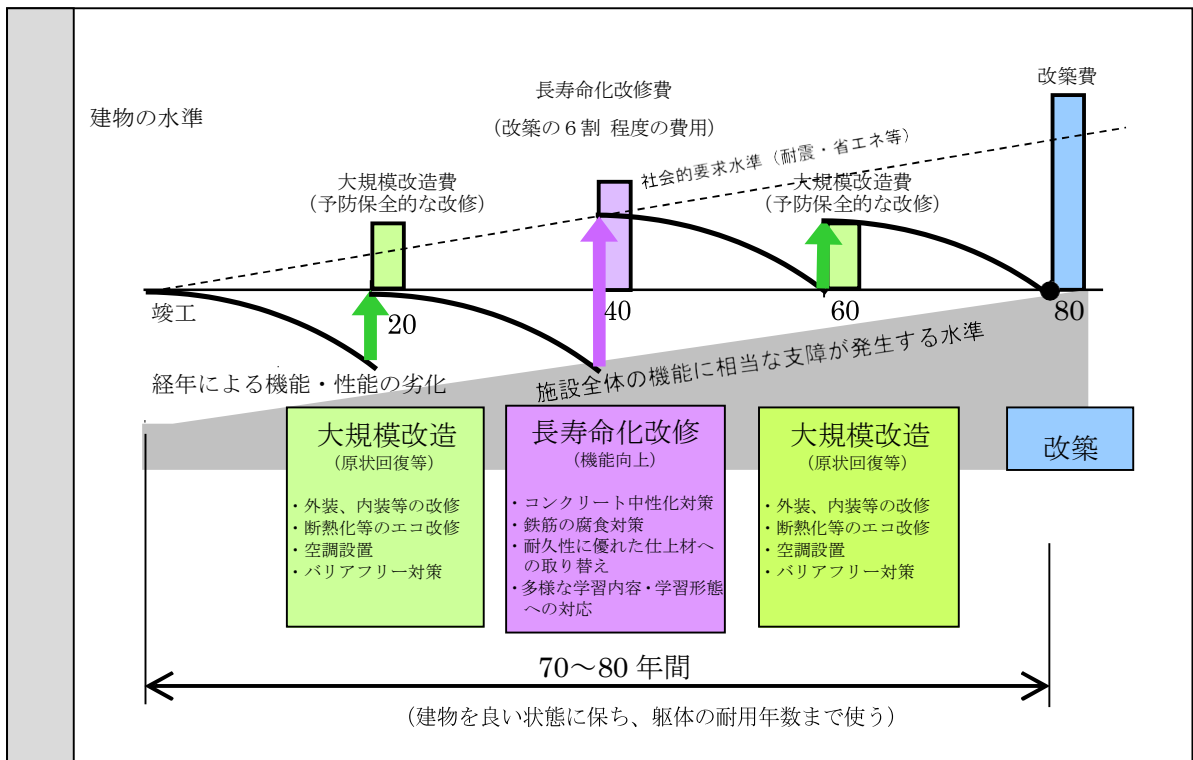 改築費
長寿命化改修費
(改築の6割 程度の費用)
建物の水準
社会的要求水準（耐震・省エネ等）
大規模改造費
(予防保全的な改修)
大規模改造費
(予防保全的な改修)
竣工
20
40
60
80
経年による機能・性能の劣化
施設全体の機能に相当な支障が発生する水準
大規模改造
(原状回復等)
・外装、内装等の改修
・断熱化等のエコ改修
・空調設置
・バリアフリー対策
長寿命化改修
(機能向上)
・コンクリート中性化対策
・鉄筋の腐食対策
・耐久性に優れた仕上材へ
の取り替え
・多様な学習内容・学習形態
への対応
大規模改造
(原状回復等)
・外装、内装等の改修
・断熱化等のエコ改修
・空調設置
・バリアフリー対策
改築
70～80 年間
(建物を良い状態に保ち、躯体の耐用年数まで使う)